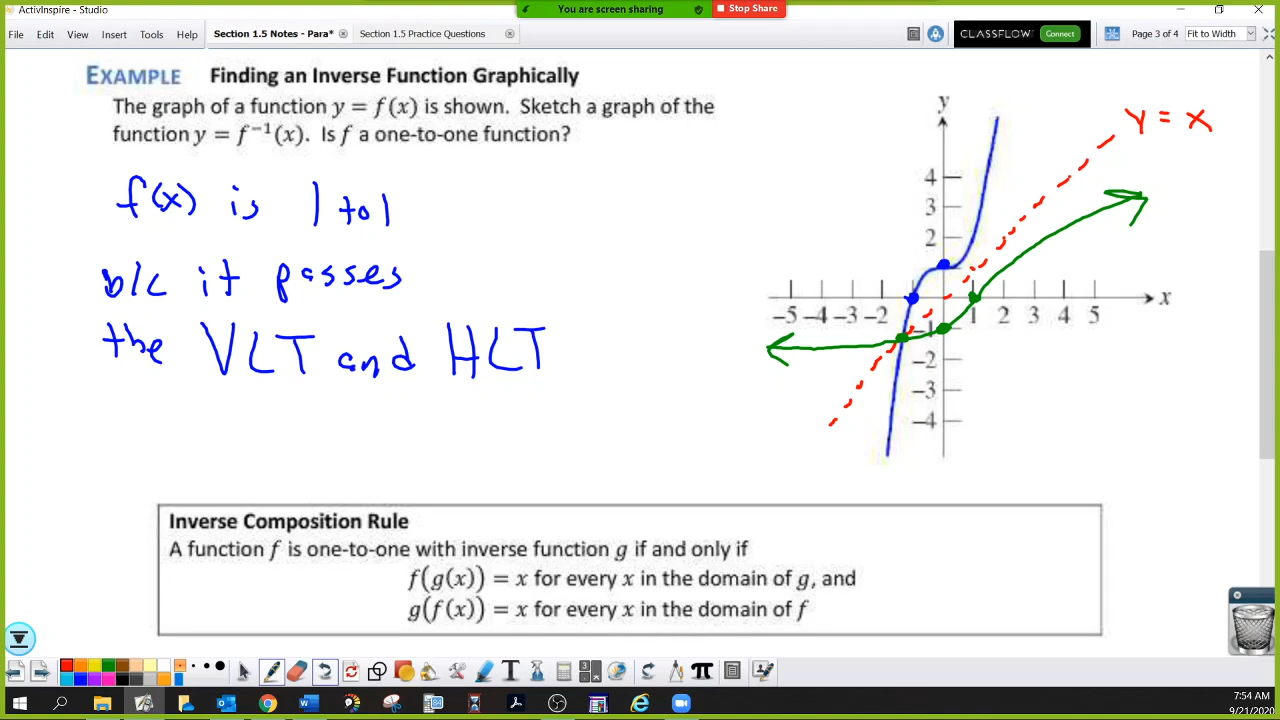 ActivInspire - Studio
You are screen sharing
Stop Share
File Edit View Insert Tools Help
Section 1.5 Notes - Para*
Section 1.5 Practice Questions
CLASSFLOW Connect
Page 3 of 4
Fit to Width
EXAMPLE Finding an Inverse Function Graphically
The graph of a function y = f(x) is shown. Sketch a graph of the
function y = f⁻¹(x). Is f a one-to-one function?
f(x) is 1 to 1
b/c it passes
the VLT and HLT
y
y = x
4
3
2
-5 -4 -3 -2 1 2 3 4 5 x
-1
-2
-3
-4
Inverse Composition Rule
A function f is one-to-one with inverse function g if and only if
f(g(x)) = x for every x in the domain of g, and
g(f(x)) = x for every x in the domain of f
7:54 AM
9/21/2020